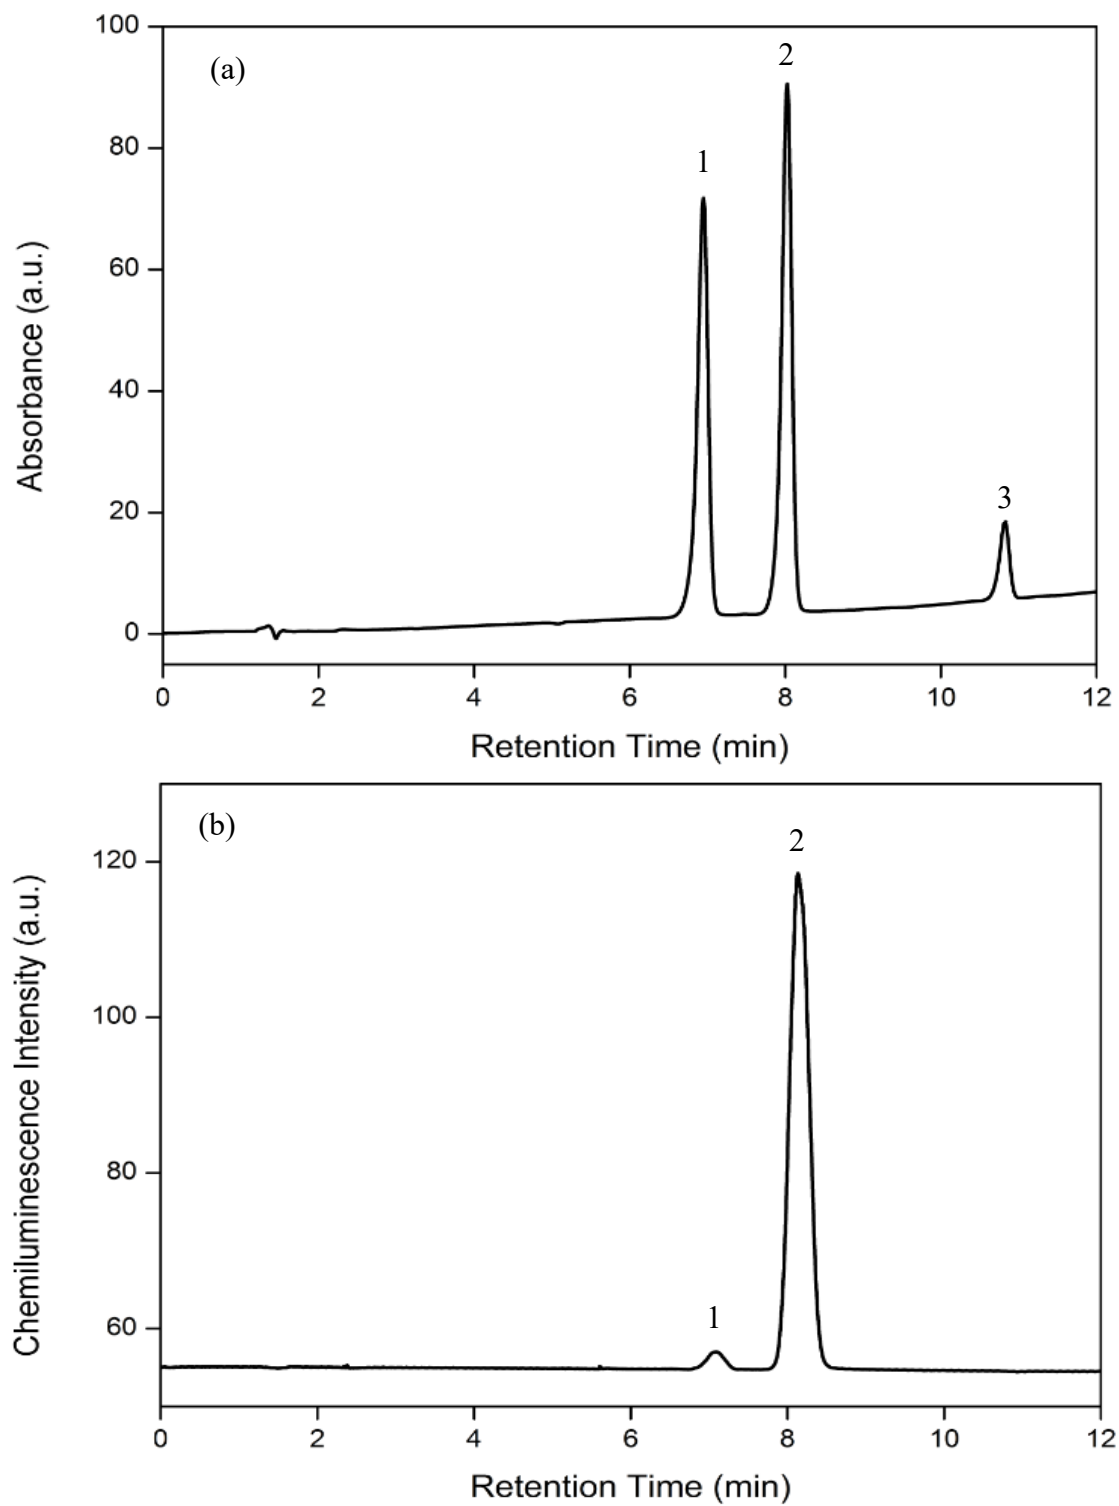 100
(a)
2
80
1
Absorbance (a.u.)
60
40
20
3
0
0 2 4 6 8 10 12
Retention Time (min)
(b)
2
120
Chemiluminescence Intensity (a.u.)
100
80
1
60
0 2 4 6 8 10 12
Retention Time (min)